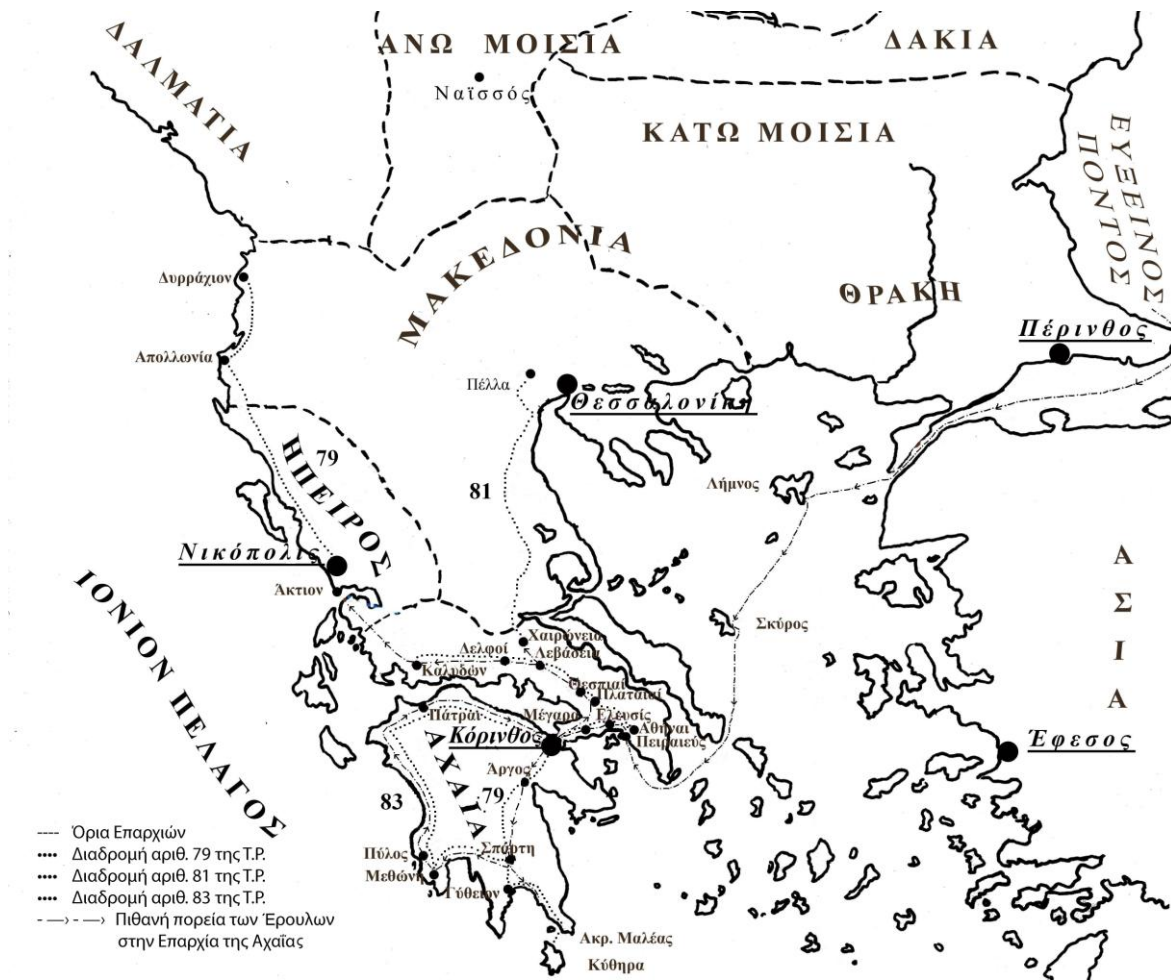 ΔΑΛΜΑΤΙΑ
ΑΝΩ ΜΟΙΣΙΑ
ΔΑΚΙΑ
Ναϊσσός
ΚΑΤΩ ΜΟΙΣΙΑ
ΕΥΞΕΙΝΟΣ
ΠΟΝΤΟΣ
ΜΑΚΕΔΟΝΙΑ
Δυρράχιον
ΘΡΑΚΗ
Πέρινθος
Απολλωνία
Πέλλα
Θεσσαλονίκη
ΗΠΕΙΡΟΣ
79
81
Λήμνος
Νικόπολις
Άκτιον
ΑΣΙΑ
ΙΟΝΙΟΝ ΠΕΛΑΓΟΣ
Σκύρος
Χαιρώνεια
Δελφοί
Λεβάδεια
Καλυδών
Θεσπιαί
Πλαταιαί
Πάτραι
Μέγαρα
Ελευσίς
Αθήναι
Κόρινθος
Πειραιεύς
Έφεσος
ΑΧΑΪΑ
Άργος
79
83
Πύλος
Σπάρτη
Μεθώνη
Γύθειον
Ακρ. Μαλέας
Κύθηρα
Όρια Επαρχιών
Διαδρομή αριθ. 79 της Τ.Ρ.
Διαδρομή αριθ. 81 της Τ.Ρ.
Διαδρομή αριθ. 83 της Τ.Ρ.
Πιθανή πορεία των Έρουλων
στην Επαρχία της Αχαΐας